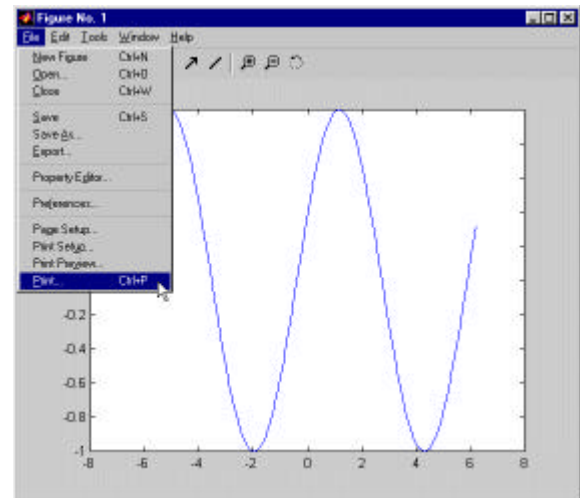 Figure No. 1
File Edit Tools Window Help
New Figure Ctrl+N
Open... Ctrl+O
Close Ctrl+W
Save Ctrl+S
Save As...
Export...
Property Editor...
Preferences...
Page Setup...
Print Setup...
Print Preview...
Print... Ctrl+P
-0.2
-0.4
-0.6
-0.8
-1
-8 -6 -4 -2 0 2 4 6 8